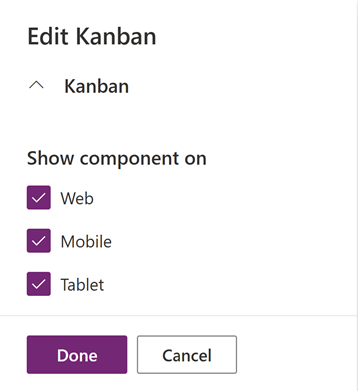 Edit Kanban
Kanban
Show component on
Web
Mobile
Tablet
Done
Cancel